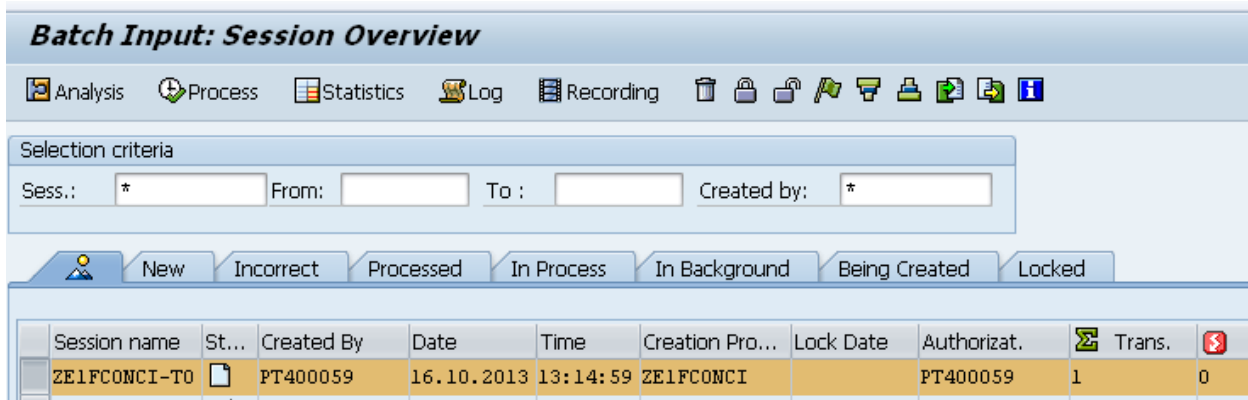 Batch Input: Session Overview
Analysis Process Statistics Log Recording
Selection criteria
Sess.: * From: To : Created by: *
New Incorrect Processed In Process In Background Being Created Locked
Session name St... Created By Date Time Creation Pro... Lock Date Authorizat. Σ Trans.
ZE1FCONCI-TO PT400059 16.10.2013 13:14:59 ZE1FCONCI PT400059 1 0